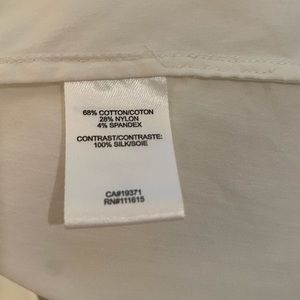 68% COTTON/COTON
28% NYLON
4% SPANDEX
CONTRAST/CONTRASTE:
100% SILK/SOIE
CA#19371
RN#111615